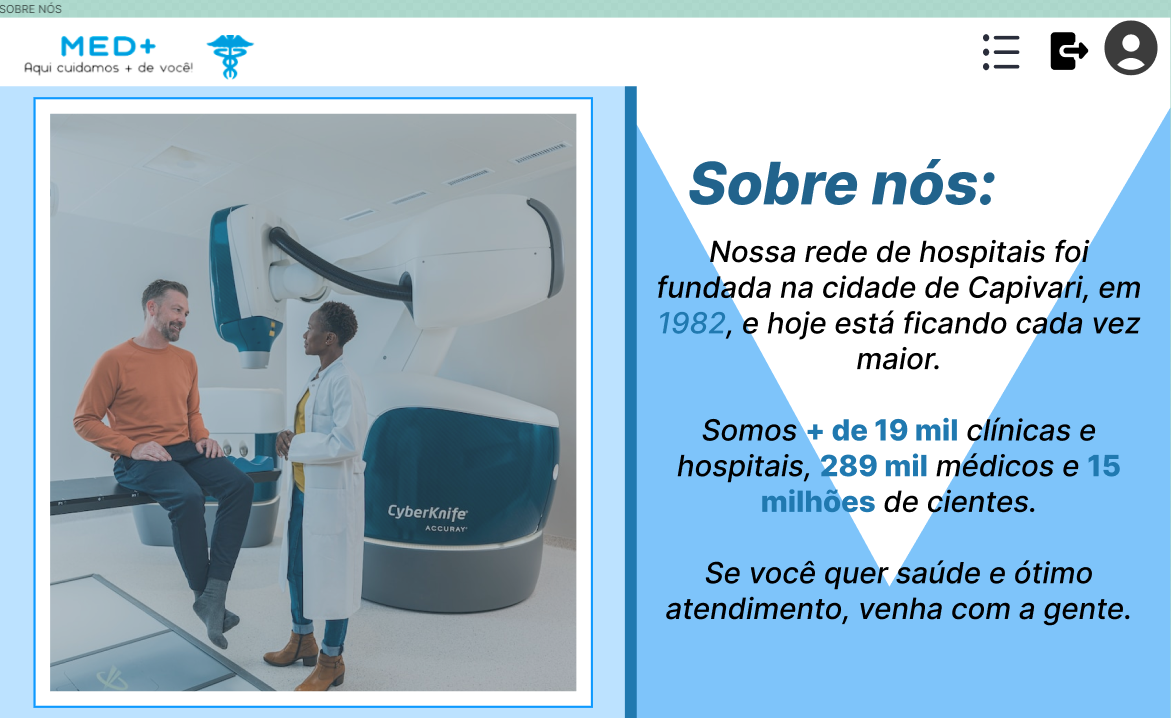 SOBRE NÓS
MED+
Aqui cuidamos + de você!
Sobre nós:
Nossa rede de hospitais foi
fundada na cidade de Capivari, em
1982, e hoje está ficando cada vez
maior.
Somos + de 19 mil clínicas e
hospitais, 289 mil médicos e 15
milhões de cientes.
Se você quer saúde e ótimo
atendimento, venha com a gente.
CyberKnife
ACCURAY